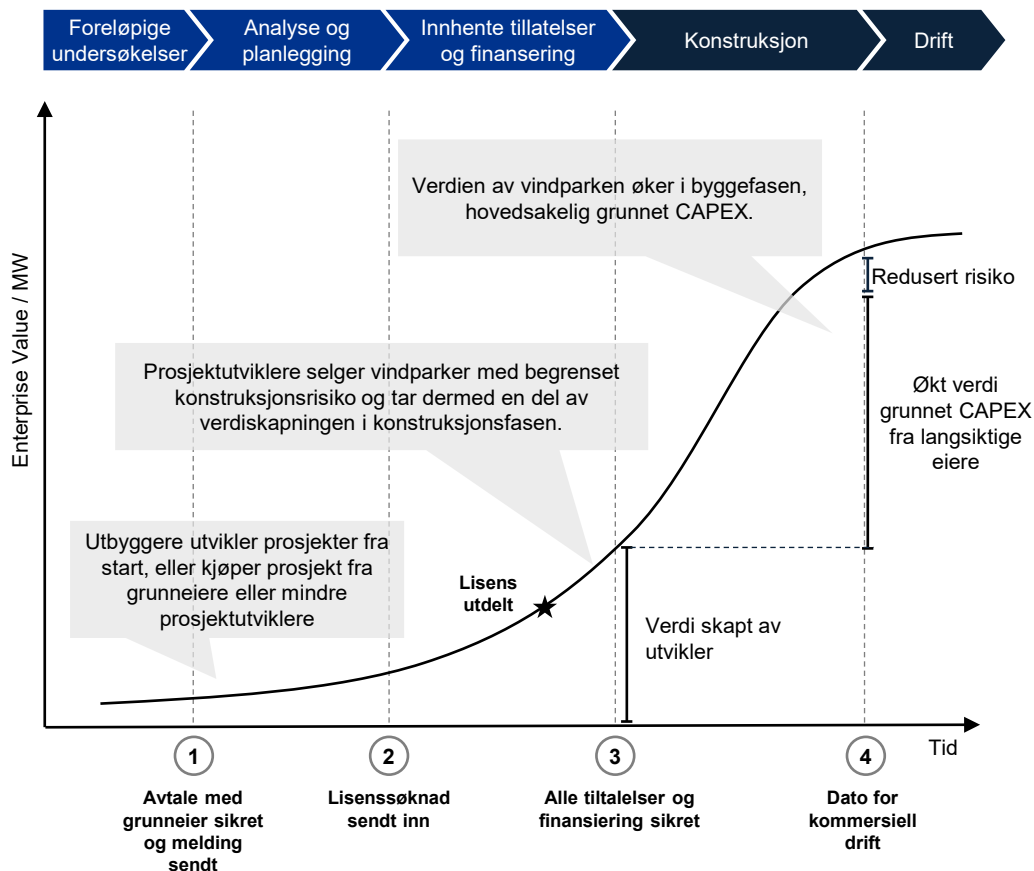 Foreløpige
undersøkelser
Analyse og
planlegging
Innhente tillatelser
og finansering
Konstruksjon
Drift
Enterprise Value / MW
Verdien av vindparken øker i byggefasen,
hovedsakelig grunnet CAPEX.
Redusert risiko
Prosjektutviklere selger vindparker med begrenset
konstruksjonsrisiko og tar dermed en del av
verdiskapningen i konstruksjonsfasen.
Økt verdi
grunnet CAPEX
fra langsiktige
eiere
Utbyggere utvikler prosjekter fra
start, eller kjøper prosjekt fra
grunneiere eller mindre
prosjektutviklere
Lisens
utdelt
Verdi skapt av
utvikler
Tid
1
Avtale med
grunneier sikret
og melding
sendt
2
Lisenssøknad
sendt inn
3
Alle tiltalelser og
finansiering sikret
4
Dato for
kommersiell
drift